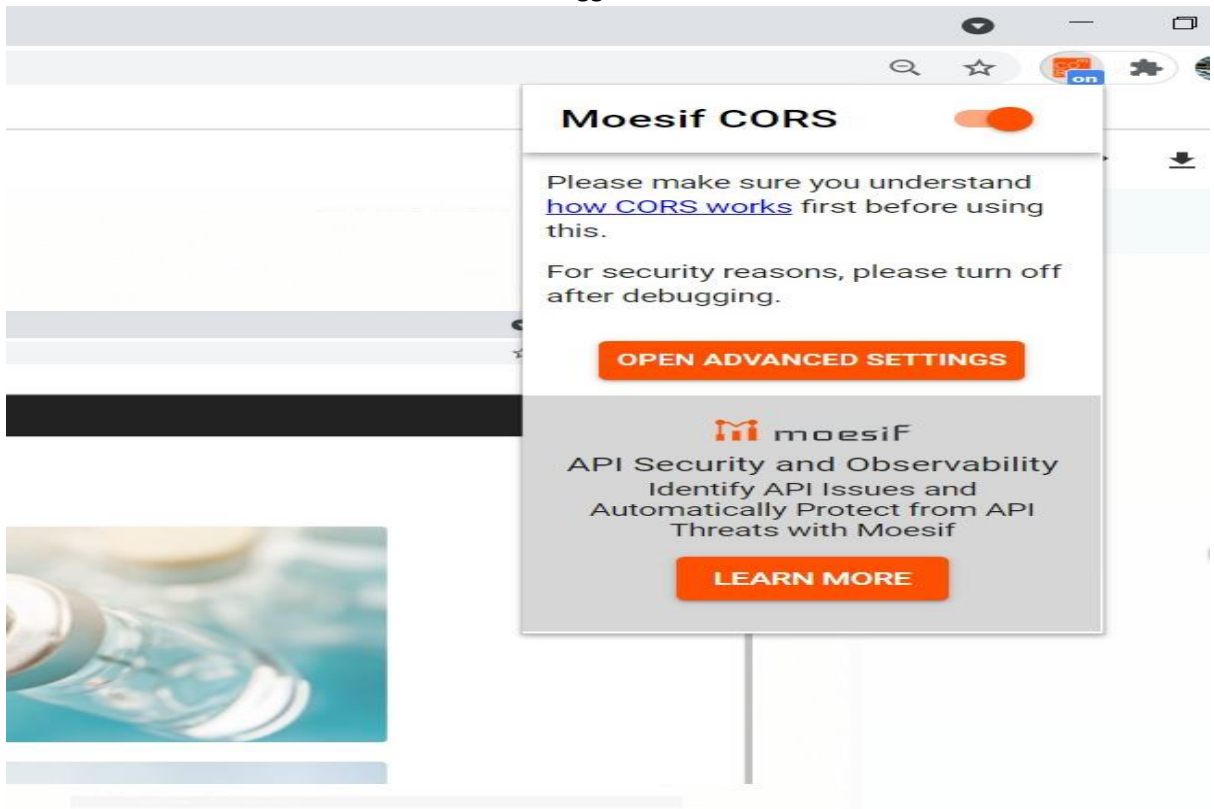 on
Moesif CORS
Please make sure you understand
how CORS works first before using
this.
For security reasons, please turn off
after debugging.
OPEN ADVANCED SETTINGS
moesif
API Security and Observability
Identify API Issues and
Automatically Protect from API
Threats with Moesif
LEARN MORE